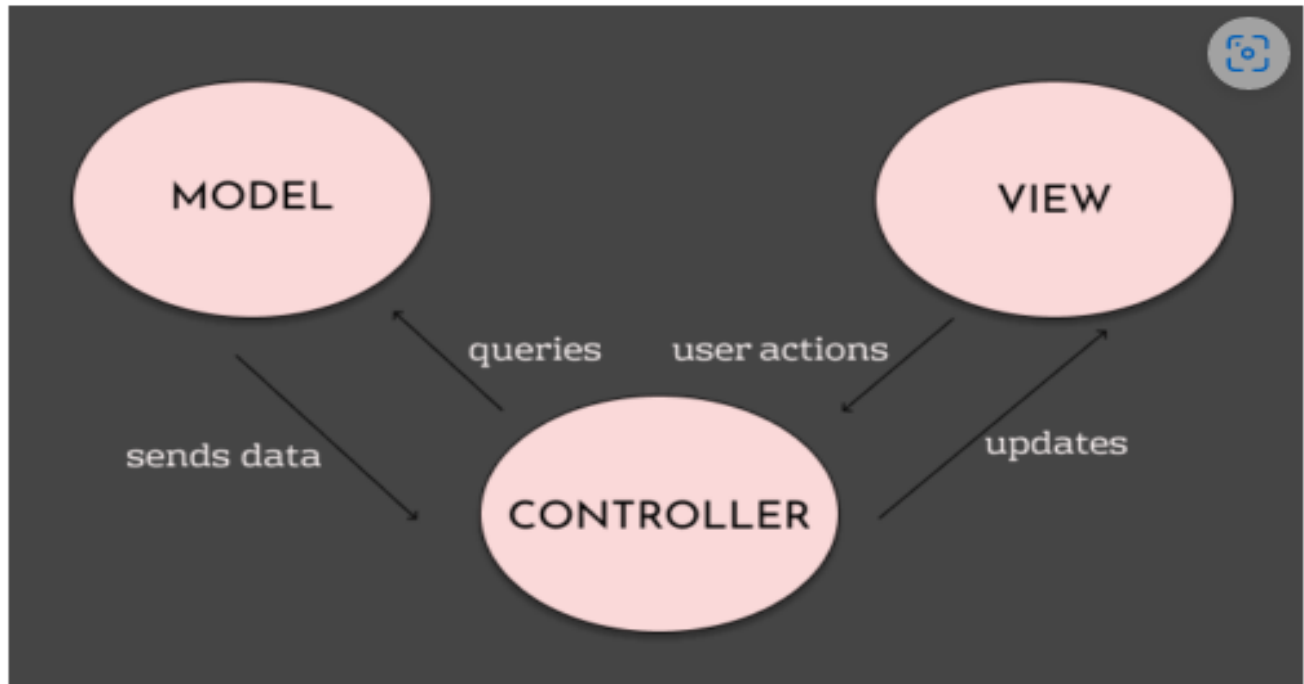 MODEL
VIEW
queries
user actions
sends data
updates
CONTROLLER